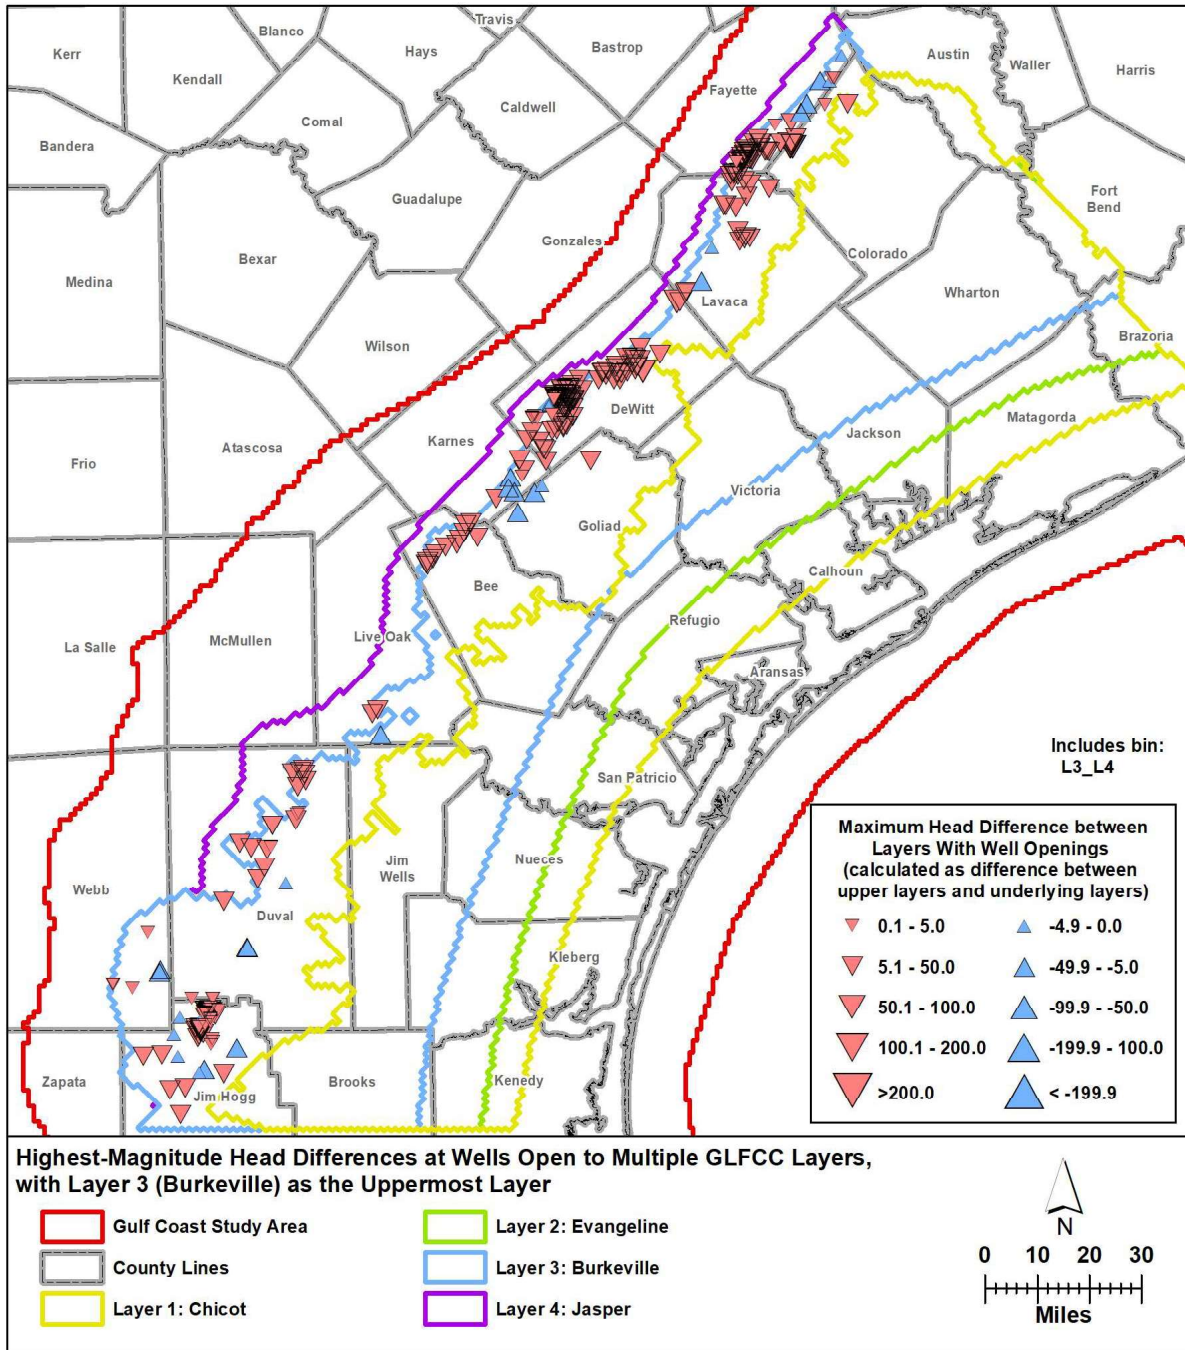 Travis
Blanco
Kerr
Hays
Bastrop
Austin
Waller
Harris
Kendall
Fayette
Caldwell
Comal
Bandera
Guadalupe
Fort
Bend
Gonzales
Colorado
Bexar
Medina
Wharton
Lavaca
Brazoria
Wilson
DeWitt
Matagorda
Karnes
Jackson
Atascosa
Frio
Victoria
Goliad
Calhoun
Bee
Refugio
Live Oak
McMullen
La Salle
Aransas
Includes bin:
L3_L4
San Patricio
Maximum Head Difference between
Layers With Well Openings
(calculated as difference between
upper layers and underlying layers)
0.1 - 5.0
-4.9 - 0.0
5.1 - 50.0
-49.9 - -5.0
50.1 - 100.0
-99.9 - -50.0
100.1 - 200.0
-199.9 - 100.0
>200.0
< -199.9
Nueces
Jim
Wells
Webb
Duval
Kleberg
Zapata
Jim Hogg
Brooks
Kenedy
Highest-Magnitude Head Differences at Wells Open to Multiple GLFCC Layers,
with Layer 3 (Burkeville) as the Uppermost Layer
Gulf Coast Study Area
Layer 2: Evangeline
County Lines
Layer 3: Burkeville
Layer 1: Chicot
Layer 4: Jasper
N
0 10 20 30
Miles